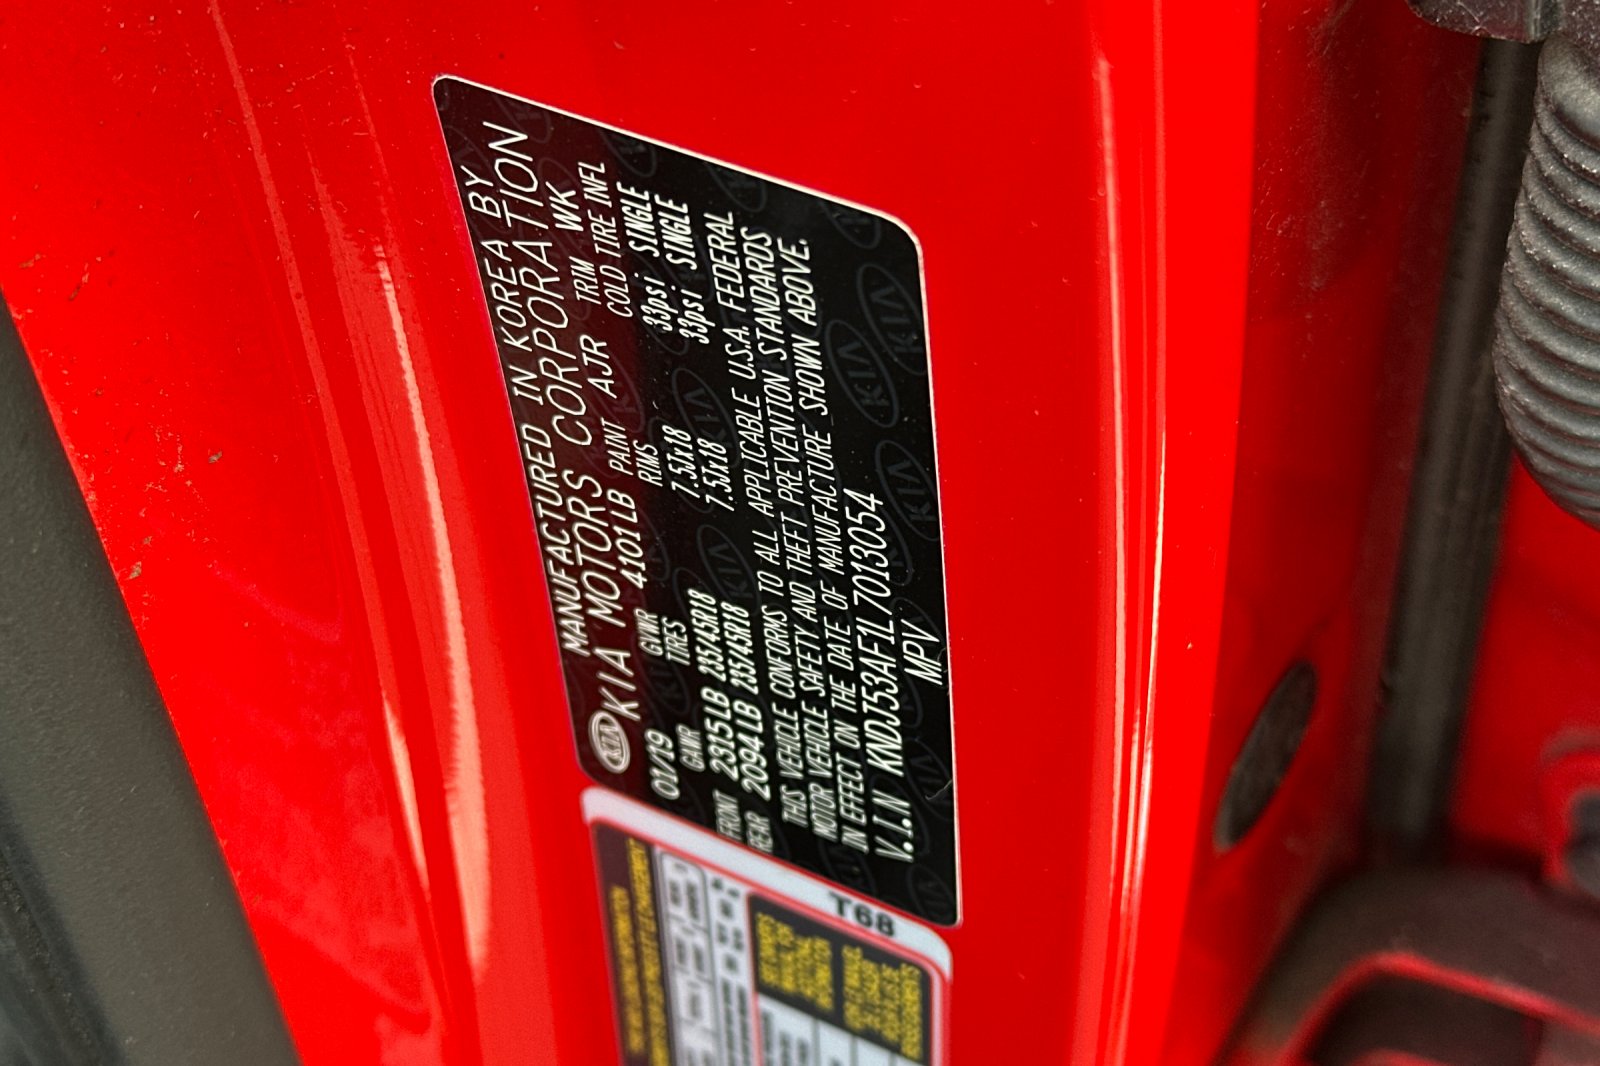 MANUFACTURED IN KOREA BY
KIA KIA MOTORS CORPORATION
01/19 GVWR 4101LB PAINT AJR TRIM WK
GAWR TIRES RIMS COLD TIRE INFL
FRONT 2315LB 235/45R18 7.5Jx18 33psi SINGLE
REAR 2094LB 235/45R18 7.5Jx18 33psi SINGLE
THIS VEHICLE CONFORMS TO ALL APPLICABLE U.S.A. FEDERAL
MOTOR VEHICLE SAFETY AND THEFT PREVENTION STANDARDS
IN EFFECT ON THE DATE OF MANUFACTURE SHOWN ABOVE.
V.I.N KNDJ53AF1L7013054
MPV
T68